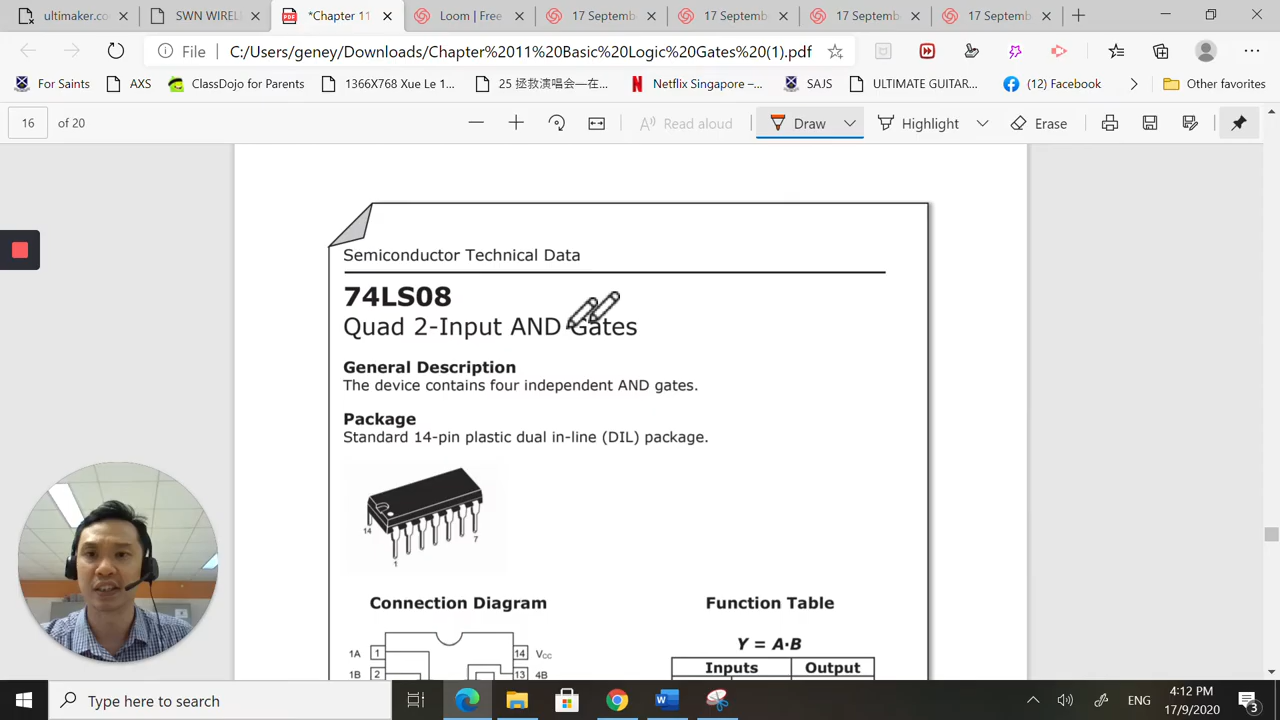 ultimaker.co
SWN WIREL
*Chapter 11
Loom | Free
17 Septemb
17 Septemb
17 Septemb
17 Septemb
File
C:/Users/geney/Downloads/Chapter%2011%20Basic%20Logic%20Gates%20(1).pdf
For Saints
AXS
ClassDojo for Parents
1366X768 Xue Le 1...
25 拯救演唱会—在...
Netflix Singapore –...
SAJS
ULTIMATE GUITAR...
(12) Facebook
Other favorites
16 of 20
Read aloud
Draw
Highlight
Erase
Semiconductor Technical Data
74LS08
Quad 2-Input AND Gates
General Description
The device contains four independent AND gates.
Package
Standard 14-pin plastic dual in-line (DIL) package.
14
7
1
Connection Diagram
Function Table
Y = A·B
1A 1 14 VCC
1B 2 13 4B
Inputs Output
Type here to search
ENG
4:12 PM
17/9/2020
3